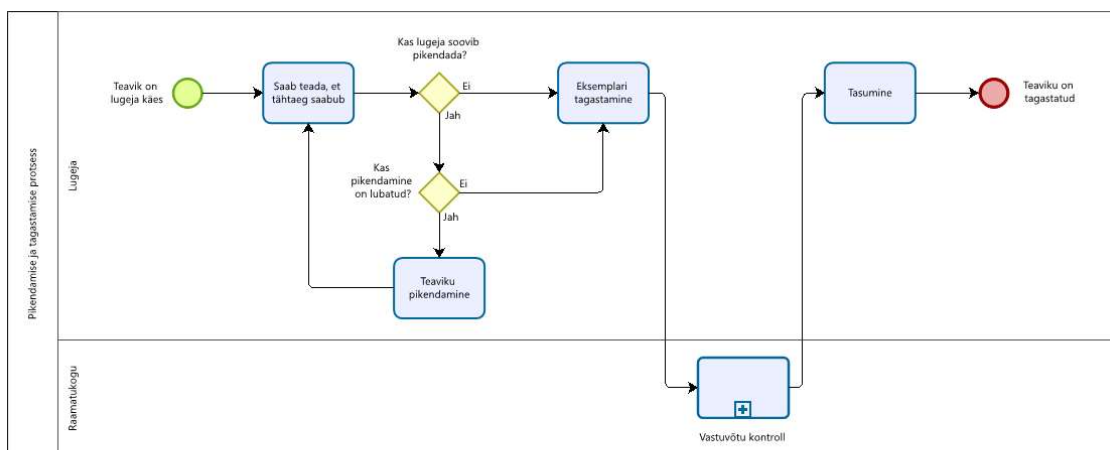 Pikendamise ja tagastamise protsess
Lugeja
Teavik on
lugeja käes
Saab teada, et
tähtaeg saabub
Kas lugeja soovib
pikendada?
Ei
Jah
Eksemplari
tagastamine
Tasumine
Teaviku on
tagastatud
Kas
pikendamine
on lubatud?
Ei
Jah
Teaviku
pikendamine
Raamatukogu
Vastuvõtu kontroll